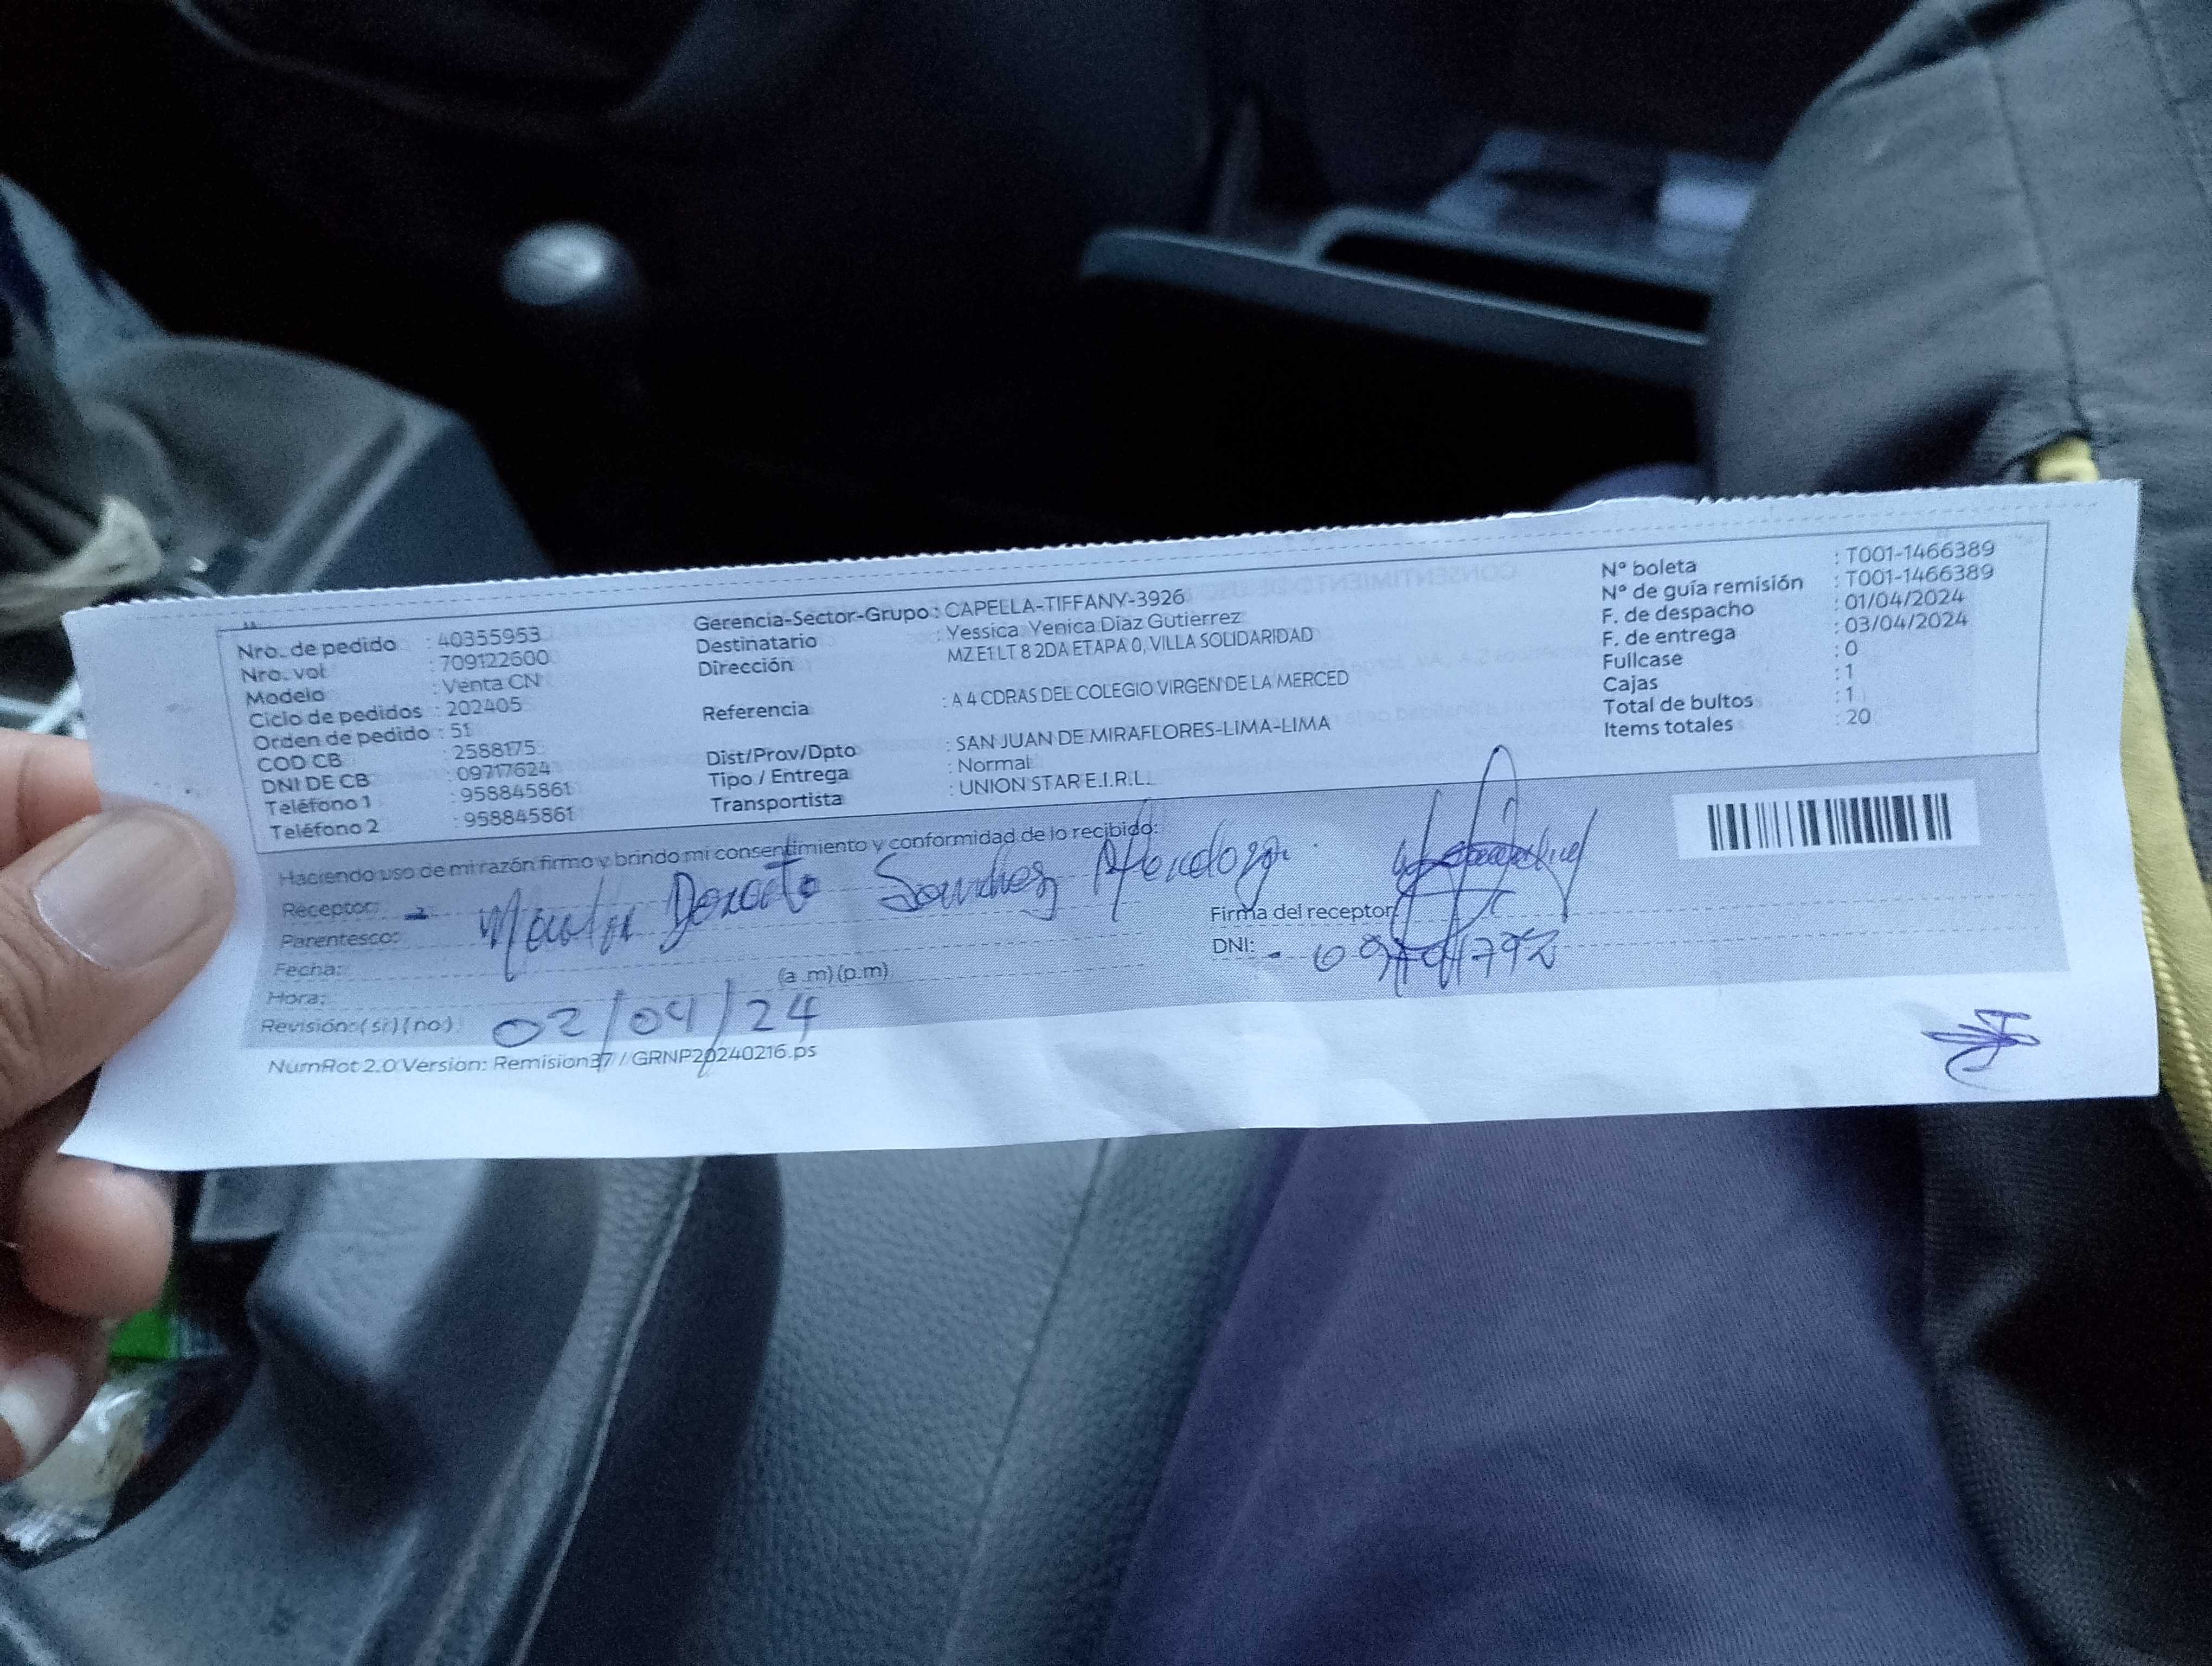 Nro. de pedido : 40355953
Nro. vol : 709122600
Modelo : Venta CN
Ciclo de pedidos : 202405
Orden de pedido : 51
COD CB : 2588175
DNI DE CB : 09717624
Teléfono 1 : 958845861
Teléfono 2 : 958845861
Gerencia-Sector-Grupo : CAPELLA-TIFFANY-3926
Destinatario : Yessica Yenica Diaz Gutierrez
Dirección MZ E1 LT 8 2DA ETAPA 0, VILLA SOLIDARIDAD
Referencia : A 4 CDRAS DEL COLEGIO VIRGEN DE LA MERCED
Dist/Prov/Dpto : SAN JUAN DE MIRAFLORES-LIMA-LIMA
Tipo / Entrega : Normal
Transportista : UNION STAR E.I.R.L.
N° boleta : T001-1466389
N° de guía remisión : T001-1466389
F. de despacho : 01/04/2024
F. de entrega : 03/04/2024
Fullcase : 0
Cajas : 1
Total de bultos : 1
Items totales : 20
Haciendo uso de mi razón firmo y brindo mi consentimiento y conformidad de lo recibido:
Receptor: Mendoza
Parentesco:
Fecha:
Hora: (a .m) (p.m)
Revisión: ( si ) ( no )
02/04/24
Firma del receptor
DNI:
NumRot 2.0 Version: Remision37 // GRNP20240216.ps